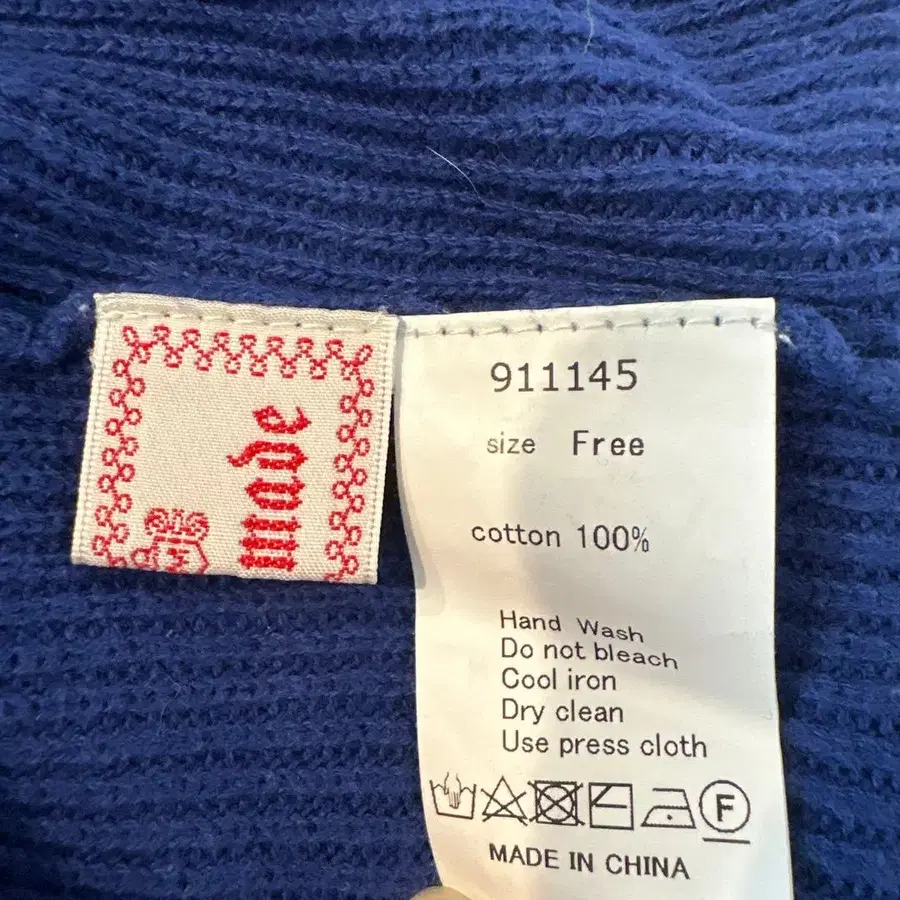 made
911145
size Free
cotton 100%
Hand Wash
Do not bleach
Cool iron
Dry clean
Use press cloth
F
MADE IN CHINA